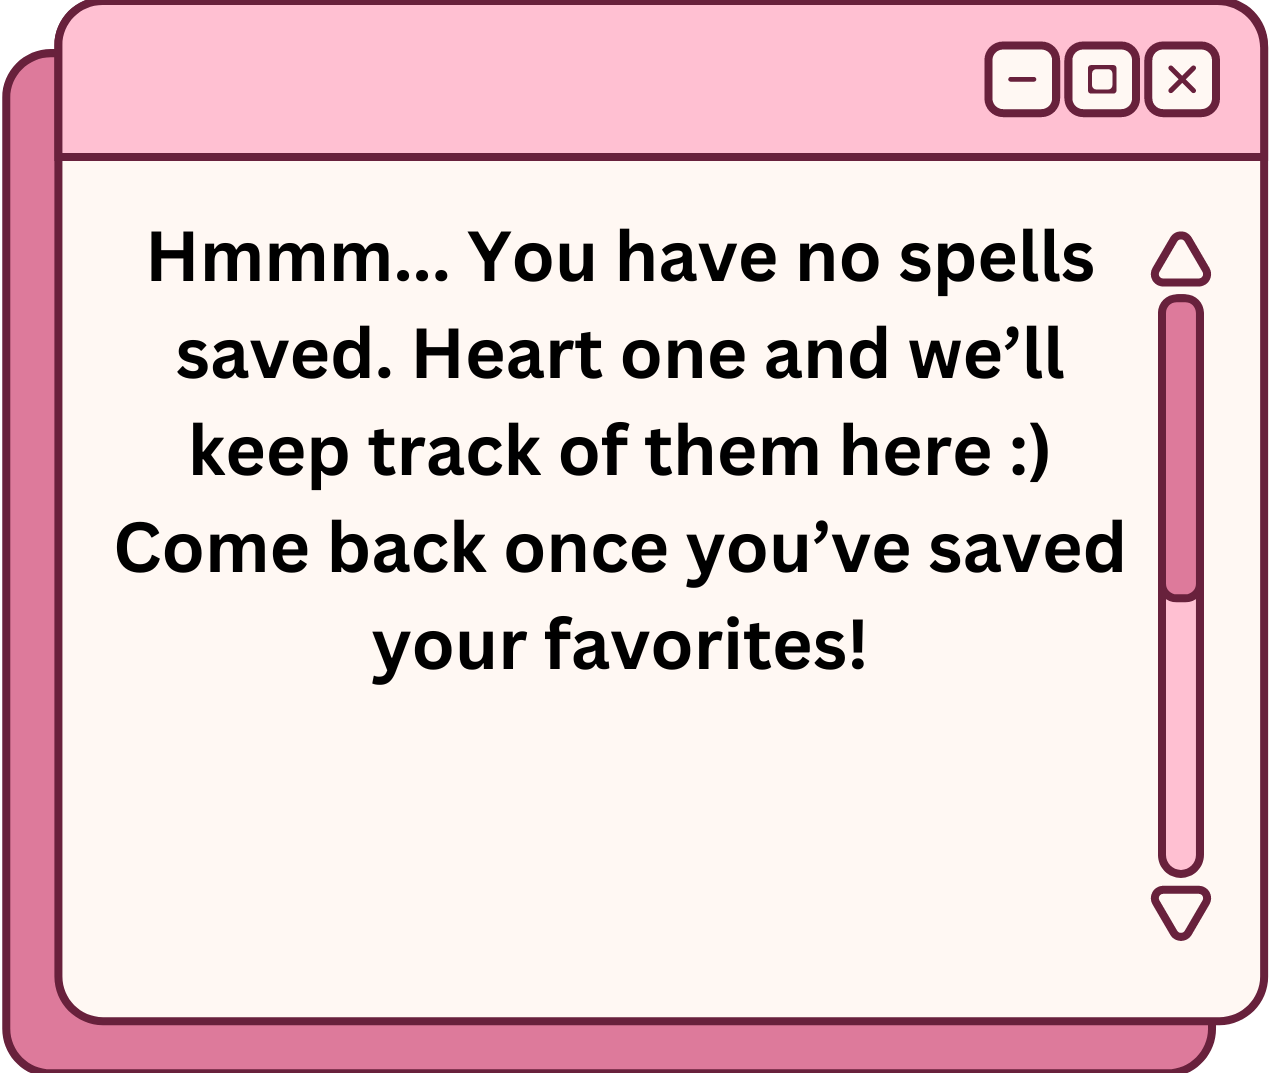 Hmmm... You have no spells
saved. Heart one and we’ll
keep track of them here :)
Come back once you’ve saved
your favorites!